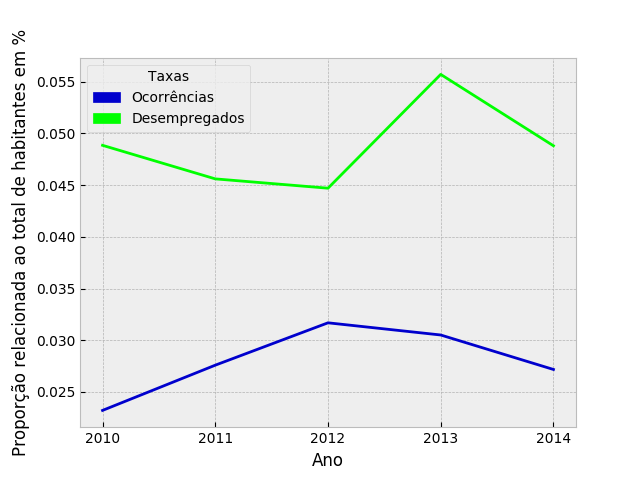 Proporção relacionada ao total de habitantes em %
Taxas
Ocorrências
Desempregados
0.055
0.050
0.045
0.040
0.035
0.030
0.025
2010 2011 2012 2013 2014
Ano